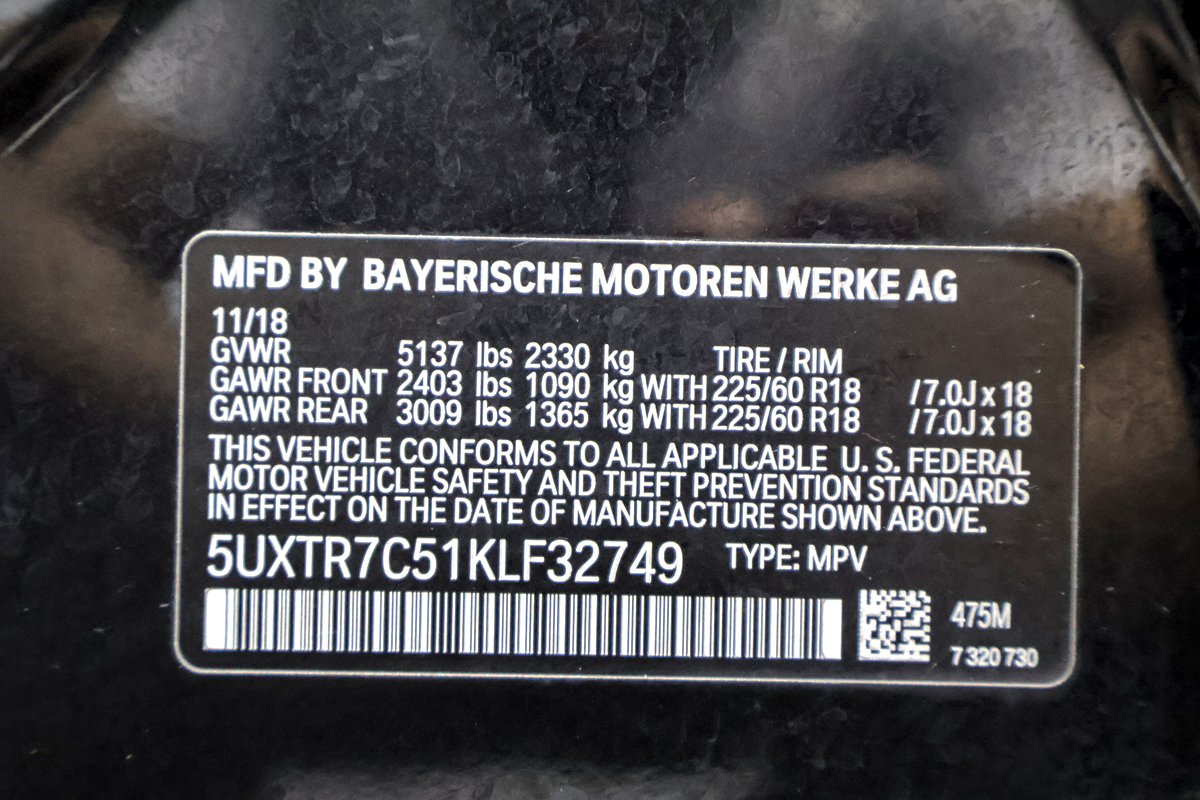 MFD BY BAYERISCHE MOTOREN WERKE AG
11/18
GVWR 5137 lbs 2330 kg TIRE / RIM
GAWR FRONT 2403 lbs 1090 kg WITH 225/60 R18 /7.0J x 18
GAWR REAR 3009 lbs 1365 kg WITH 225/60 R18 /7.0J x 18
THIS VEHICLE CONFORMS TO ALL APPLICABLE U. S. FEDERAL
MOTOR VEHICLE SAFETY AND THEFT PREVENTION STANDARDS
IN EFFECT ON THE DATE OF MANUFACTURE SHOWN ABOVE.
5UXTR7C51KLF32749 TYPE: MPV
475M
7 320 730